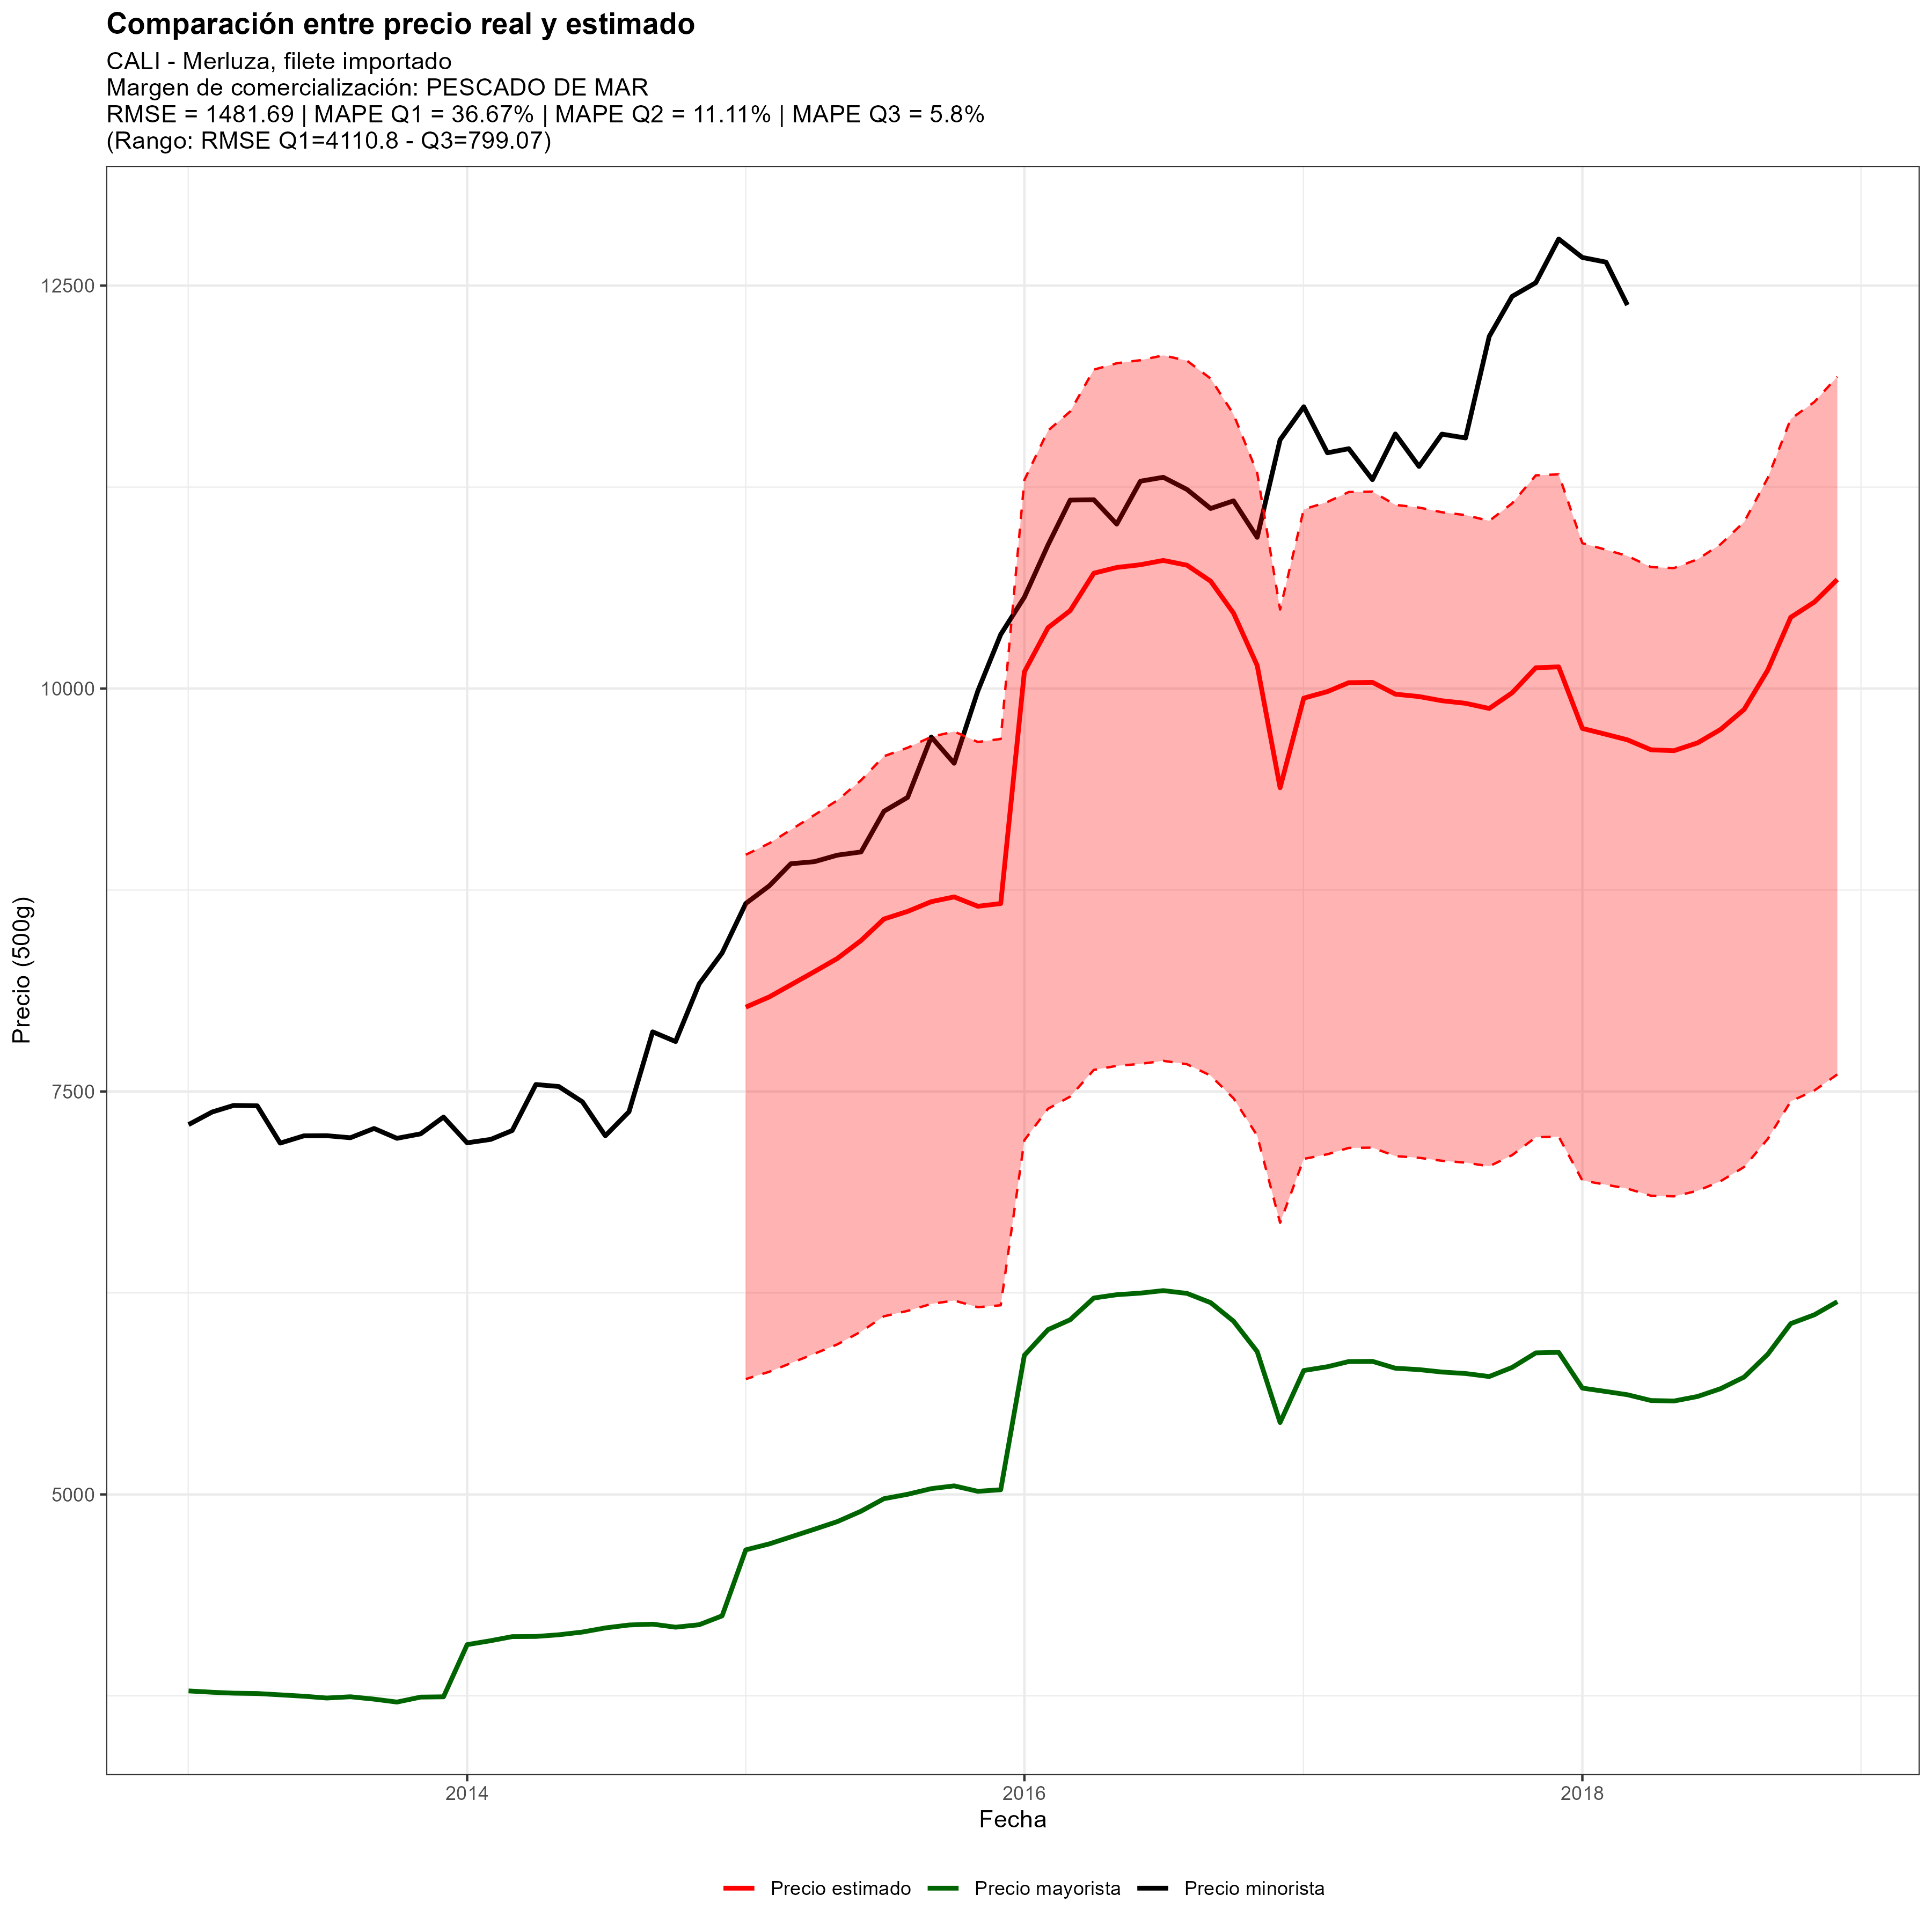 Comparación entre precio real y estimado
CALI - Merluza, filete importado
Margen de comercialización: PESCADO DE MAR
RMSE = 1481.69 | MAPE Q1 = 36.67% | MAPE Q2 = 11.11% | MAPE Q3 = 5.8%
(Rango: RMSE Q1=4110.8 - Q3=799.07)
12500
10000
7500
5000
Precio (500g)
2014
2016
2018
Fecha
Precio estimado
Precio mayorista
Precio minorista